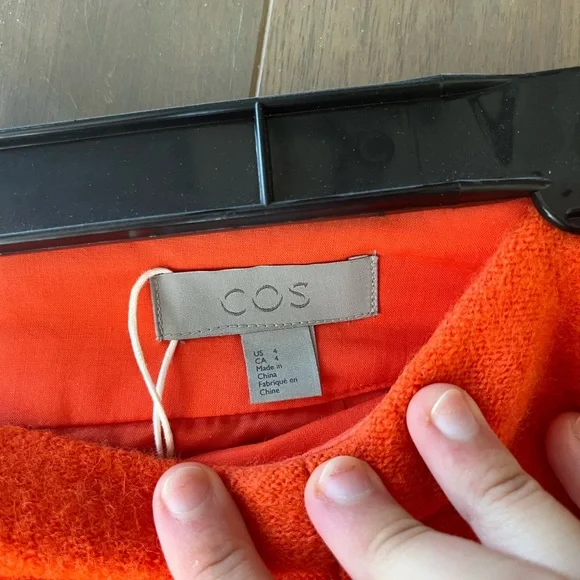 COS
US 4
CA 4
Made in
China
Fabriqué en
Chine